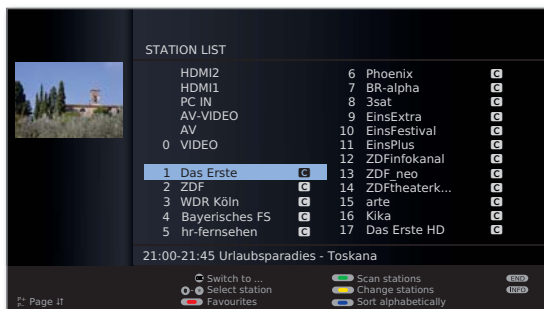 STATION LIST
HDMI2
HDMI1
PC IN
AV-VIDEO
AV
0 VIDEO
1 Das Erste C
2 ZDF C
3 WDR Köln C
4 Bayerisches FS C
5 hr-fernsehen C
6 Phoenix C
7 BR-alpha C
8 3sat C
9 EinsExtra C
10 EinsFestival C
11 EinsPlus C
12 ZDFinfokanal C
13 ZDF_neo C
14 ZDFtheaterk... C
15 arte C
16 Kika C
17 Das Erste HD C
21:00-21:45 Urlaubsparadies - Toskana
OK Switch to ...
0-9 Select station
Favourites
Scan stations
Change stations
Sort alphabetically
END
INFO
P+
P- Page ↓↑